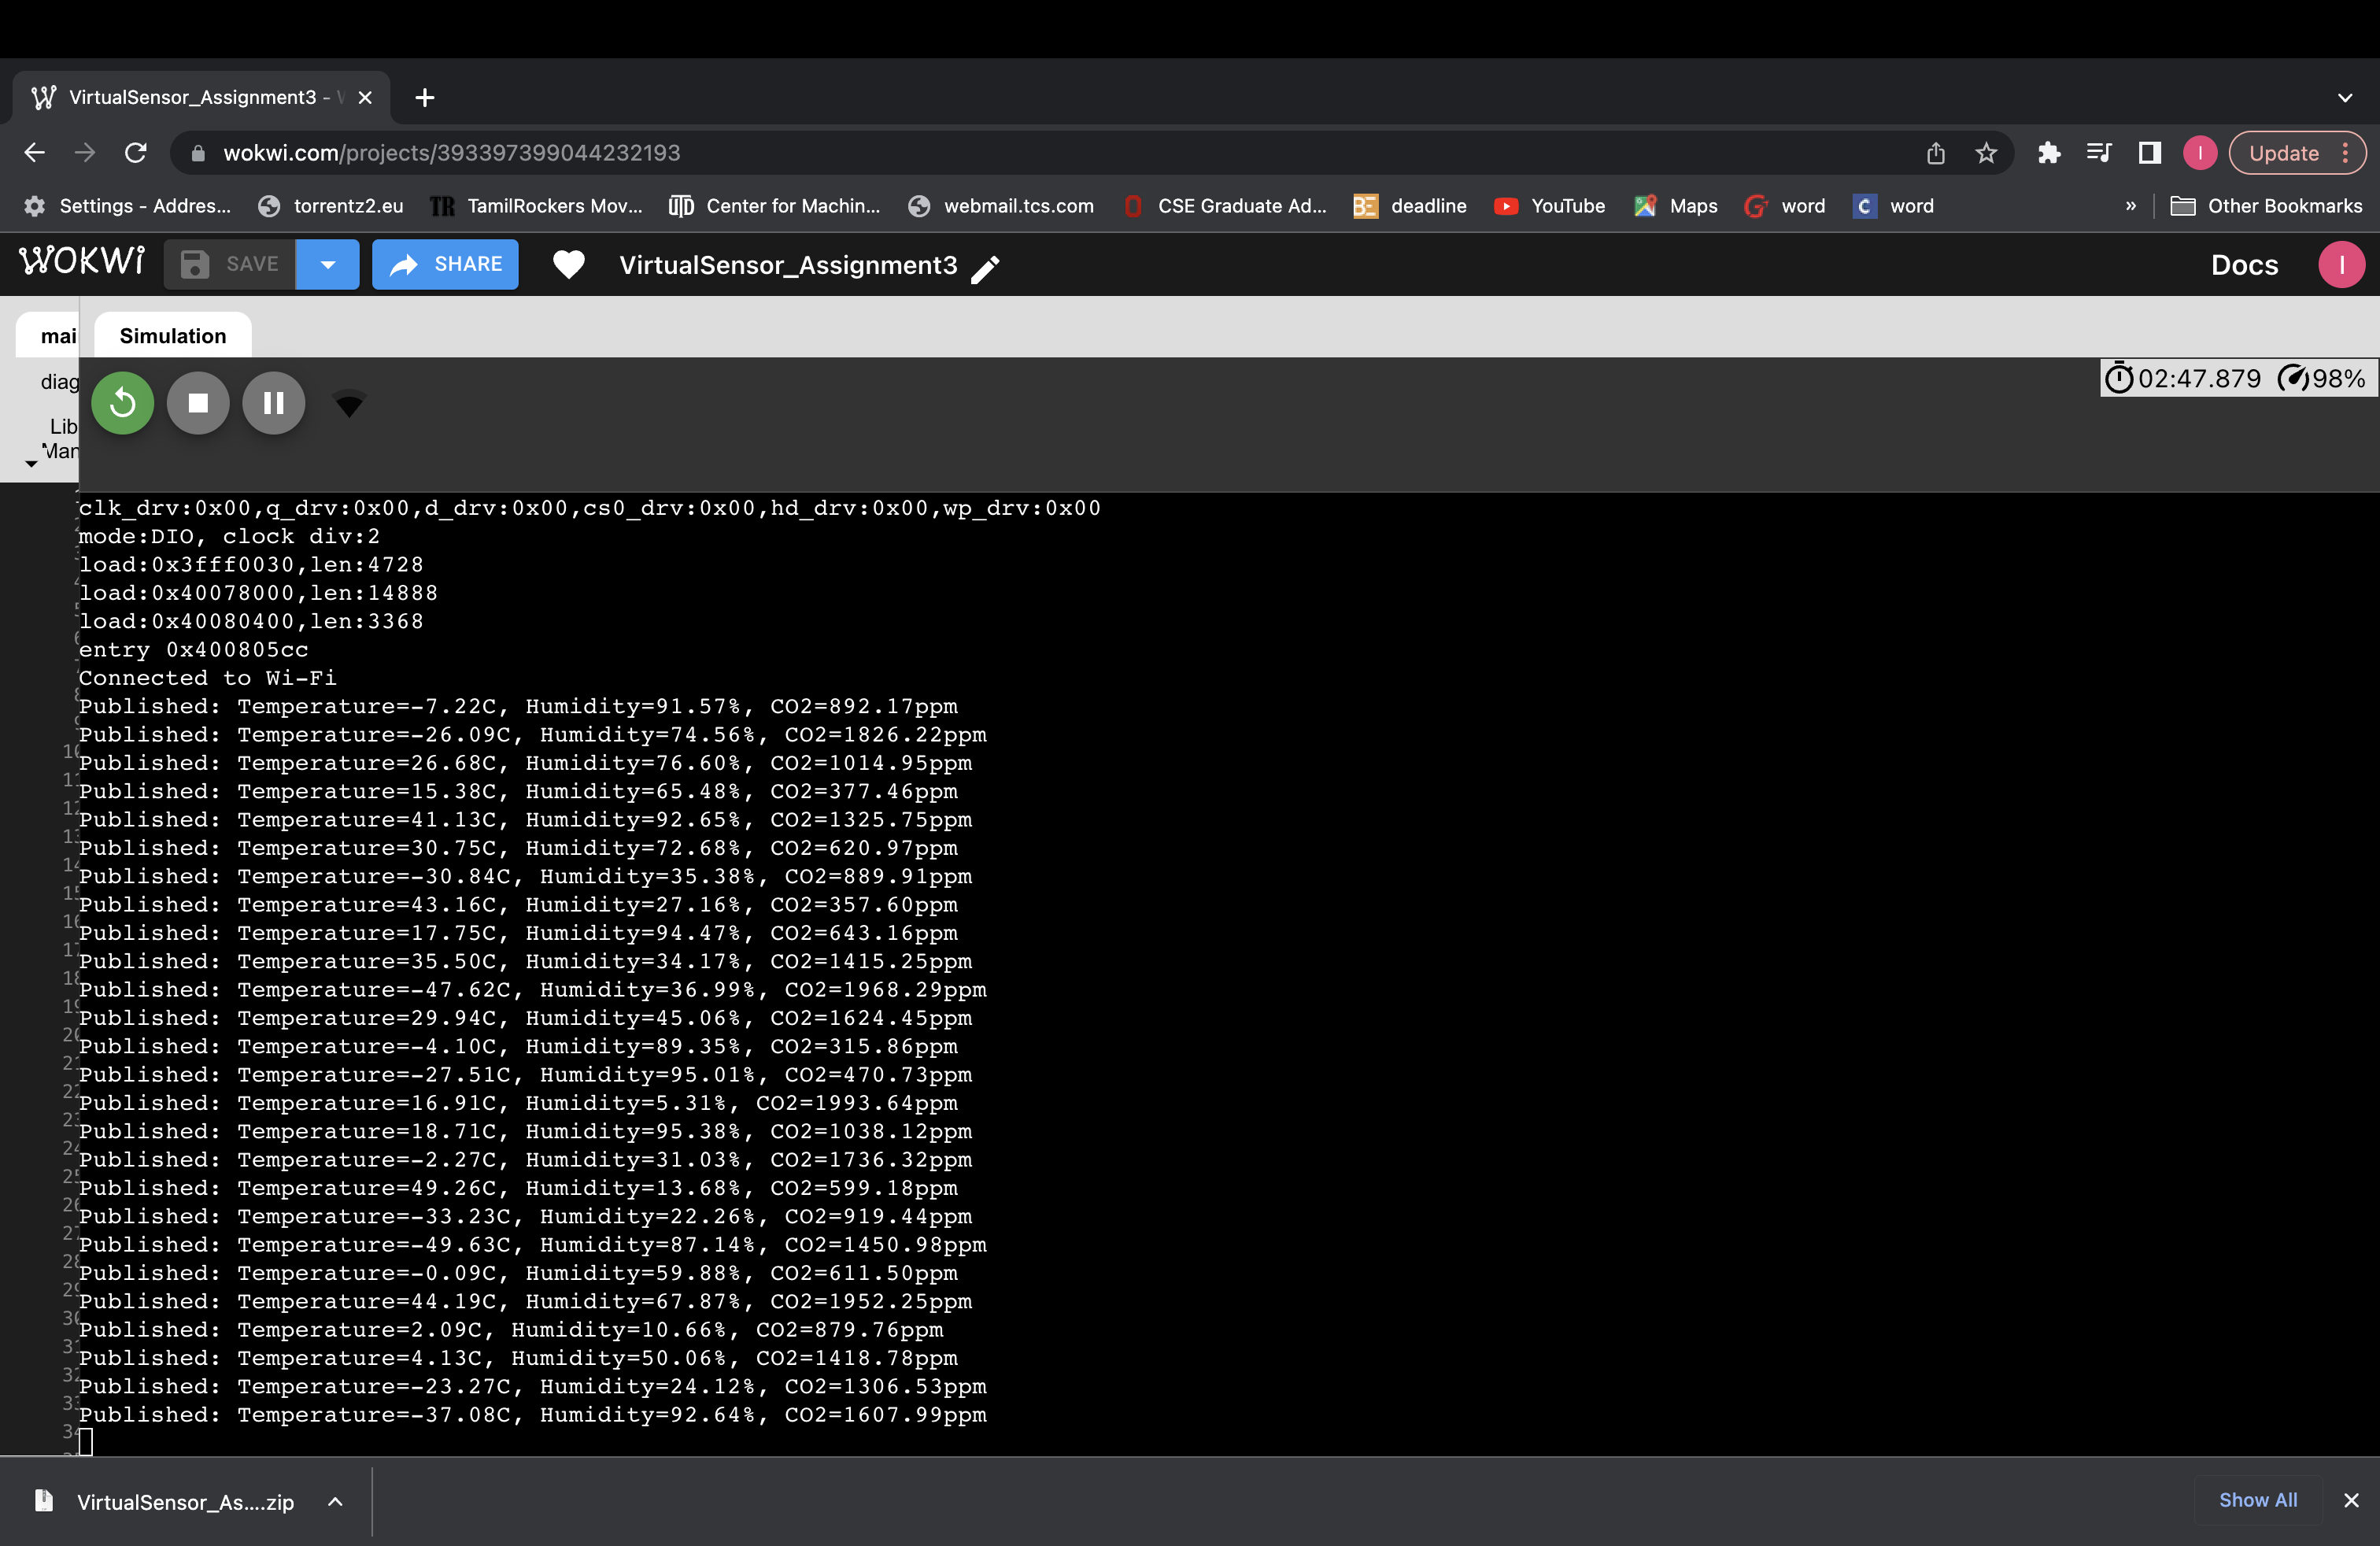 VirtualSensor_Assignment3 -
wokwi.com/projects/393397399044232193
I
Update
Settings - Addres...
torrentz2.eu
TR TamilRockers Mov...
UTD Center for Machin...
webmail.tcs.com
CSE Graduate Ad...
BE deadline
YouTube
Maps
G word
C word
»
Other Bookmarks
WOKWi
SAVE
SHARE
VirtualSensor_Assignment3
Docs
I
mai
Simulation
diag
Lib
Man
02:47.879
98%
clk_drv:0x00,q_drv:0x00,d_drv:0x00,cs0_drv:0x00,hd_drv:0x00,wp_drv:0x00
mode:DIO, clock div:2
load:0x3fff0030,len:4728
load:0x40078000,len:14888
load:0x40080400,len:3368
entry 0x400805cc
Connected to Wi-Fi
Published: Temperature=-7.22C, Humidity=91.57%, CO2=892.17ppm
Published: Temperature=-26.09C, Humidity=74.56%, CO2=1826.22ppm
Published: Temperature=26.68C, Humidity=76.60%, CO2=1014.95ppm
Published: Temperature=15.38C, Humidity=65.48%, CO2=377.46ppm
Published: Temperature=41.13C, Humidity=92.65%, CO2=1325.75ppm
Published: Temperature=30.75C, Humidity=72.68%, CO2=620.97ppm
Published: Temperature=-30.84C, Humidity=35.38%, CO2=889.91ppm
Published: Temperature=43.16C, Humidity=27.16%, CO2=357.60ppm
Published: Temperature=17.75C, Humidity=94.47%, CO2=643.16ppm
Published: Temperature=35.50C, Humidity=34.17%, CO2=1415.25ppm
Published: Temperature=-47.62C, Humidity=36.99%, CO2=1968.29ppm
Published: Temperature=29.94C, Humidity=45.06%, CO2=1624.45ppm
Published: Temperature=-4.10C, Humidity=89.35%, CO2=315.86ppm
Published: Temperature=-27.51C, Humidity=95.01%, CO2=470.73ppm
Published: Temperature=16.91C, Humidity=5.31%, CO2=1993.64ppm
Published: Temperature=18.71C, Humidity=95.38%, CO2=1038.12ppm
Published: Temperature=-2.27C, Humidity=31.03%, CO2=1736.32ppm
Published: Temperature=49.26C, Humidity=13.68%, CO2=599.18ppm
Published: Temperature=-33.23C, Humidity=22.26%, CO2=919.44ppm
Published: Temperature=-49.63C, Humidity=87.14%, CO2=1450.98ppm
Published: Temperature=-0.09C, Humidity=59.88%, CO2=611.50ppm
Published: Temperature=44.19C, Humidity=67.87%, CO2=1952.25ppm
Published: Temperature=2.09C, Humidity=10.66%, CO2=879.76ppm
Published: Temperature=4.13C, Humidity=50.06%, CO2=1418.78ppm
Published: Temperature=-23.27C, Humidity=24.12%, CO2=1306.53ppm
Published: Temperature=-37.08C, Humidity=92.64%, CO2=1607.99ppm
VirtualSensor_As....zip
Show All